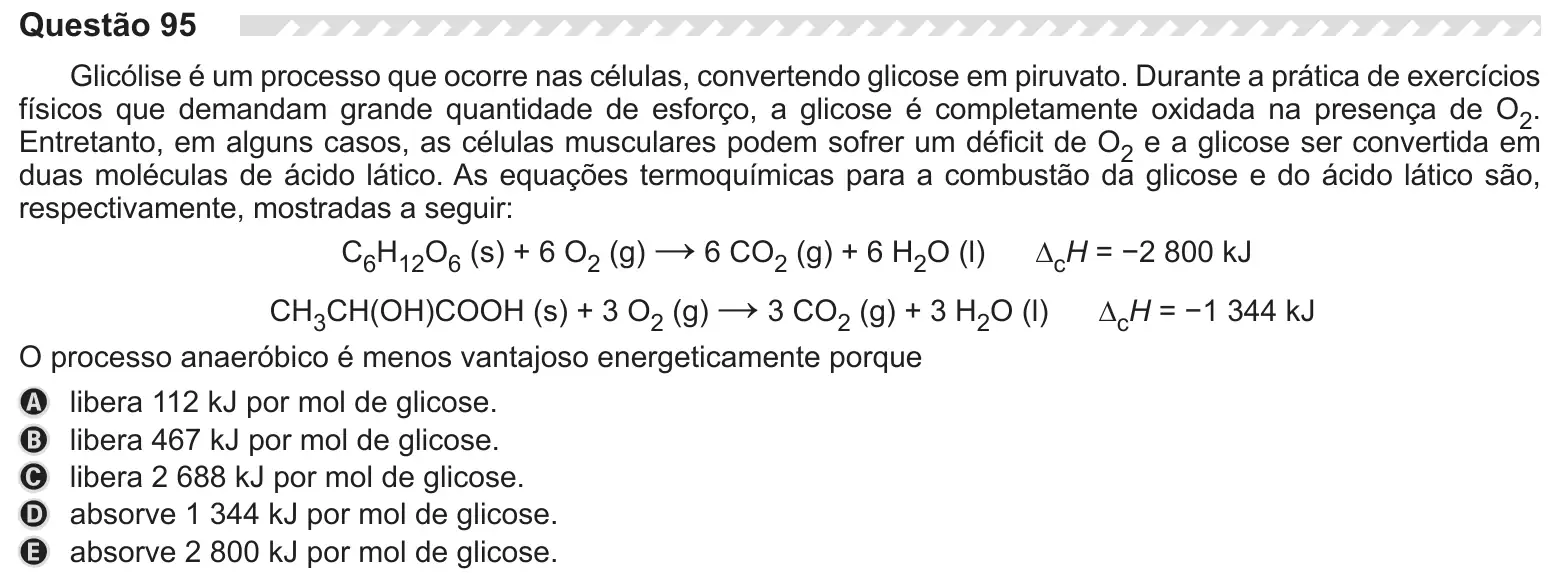 Questão 95
Glicólise é um processo que ocorre nas células, convertendo glicose em piruvato. Durante a prática de exercícios
físicos que demandam grande quantidade de esforço, a glicose é completamente oxidada na presença de O₂.
Entretanto, em alguns casos, as células musculares podem sofrer um déficit de O₂ e a glicose ser convertida em
duas moléculas de ácido lático. As equações termoquímicas para a combustão da glicose e do ácido lático são,
respectivamente, mostradas a seguir:
C₆H₁₂O₆ (s) + 6 O₂ (g) ⟶ 6 CO₂ (g) + 6 H₂O (l) Δ_cH = −2 800 kJ
CH₃CH(OH)COOH (s) + 3 O₂ (g) ⟶ 3 CO₂ (g) + 3 H₂O (l) Δ_cH = −1 344 kJ
O processo anaeróbico é menos vantajoso energeticamente porque
A libera 112 kJ por mol de glicose.
B libera 467 kJ por mol de glicose.
C libera 2 688 kJ por mol de glicose.
D absorve 1 344 kJ por mol de glicose.
E absorve 2 800 kJ por mol de glicose.